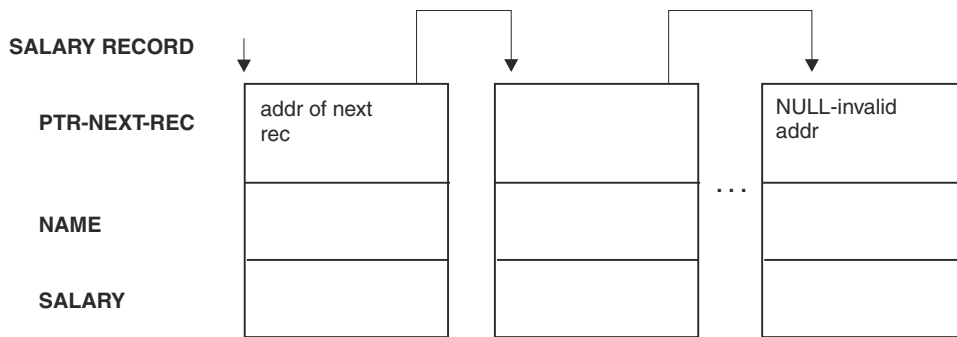 SALARY RECORD
PTR-NEXT-REC
addr of next
rec
NULL-invalid
addr
. . .
NAME
SALARY